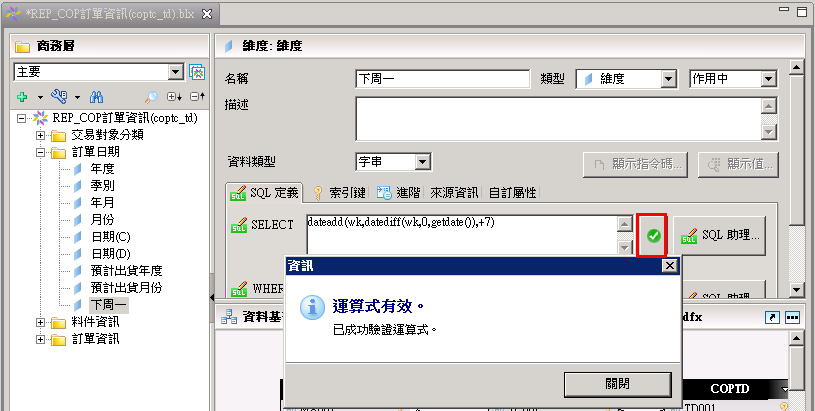 *REP_COP訂單資訊(coptc_td).blx
商務層
主要
REP_COP訂單資訊(coptc_td)
交易對象分類
訂單日期
年度
季別
年月
月份
日期(C)
日期(D)
預計出貨年度
預計出貨月份
下周一
料件資訊
訂單資訊
維度: 維度
名稱
下周一
類型
維度
作用中
描述
資料類型
字串
顯示指令碼...
顯示值...
SQL 定義
索引鍵
進階
來源資訊
自訂屬性
SELECT
dateadd(wk,datediff(wk,0,getdate()),+7)
SQL 助理...
WHER
SQL 助理...
資訊
運算式有效。
已成功驗證運算式。
關閉
資料基
dfx
COPTD
TD001